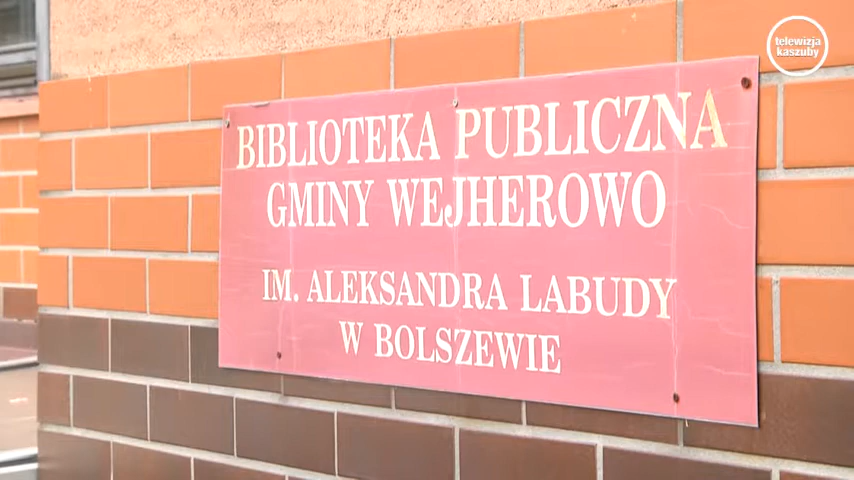 telewizja
kaszuby
BIBLIOTEKA PUBLICZNA
GMINY WEJHEROWO
IM. ALEKSANDRA LABUDY
W BOLSZEWIE